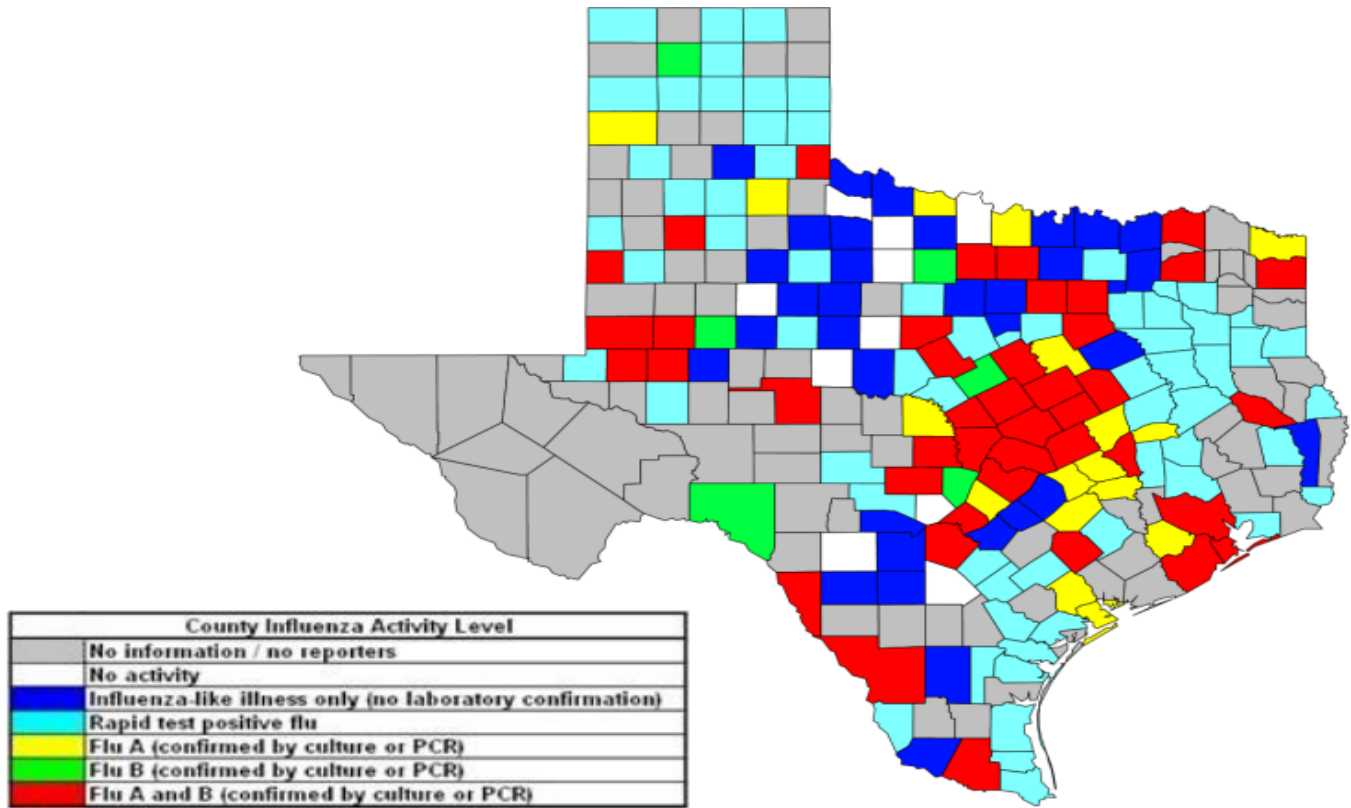 County Influenza Activity Level
No information / no reporters
No activity
Influenza-like illness only (no laboratory confirmation)
Rapid test positive flu
Flu A (confirmed by culture or PCR)
Flu B (confirmed by culture or PCR)
Flu A and B (confirmed by culture or PCR)